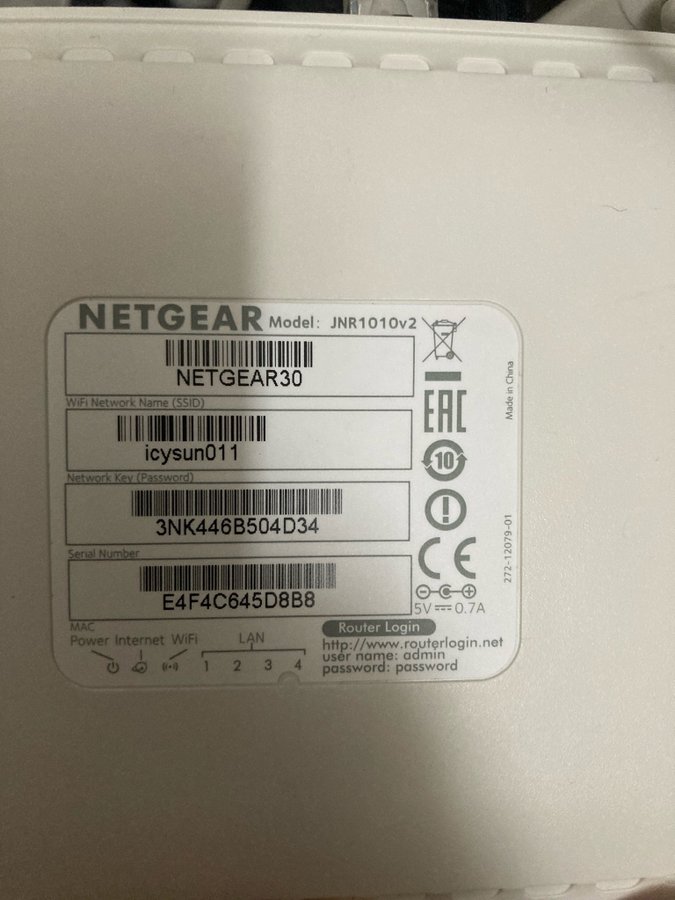 NETGEAR Model: JNR1010v2
NETGEAR30
WiFi Network Name (SSID)
icysun011
Network Key (Password)
3NK446B504D34
Serial Number
E4F4C645D8B8
MAC
Power Internet WiFi LAN
1 2 3 4
EAC
10
CE
5V 0.7A
Router Login
http://www.routerlogin.net
user name: admin
password: password
Made in China
272-12079-01